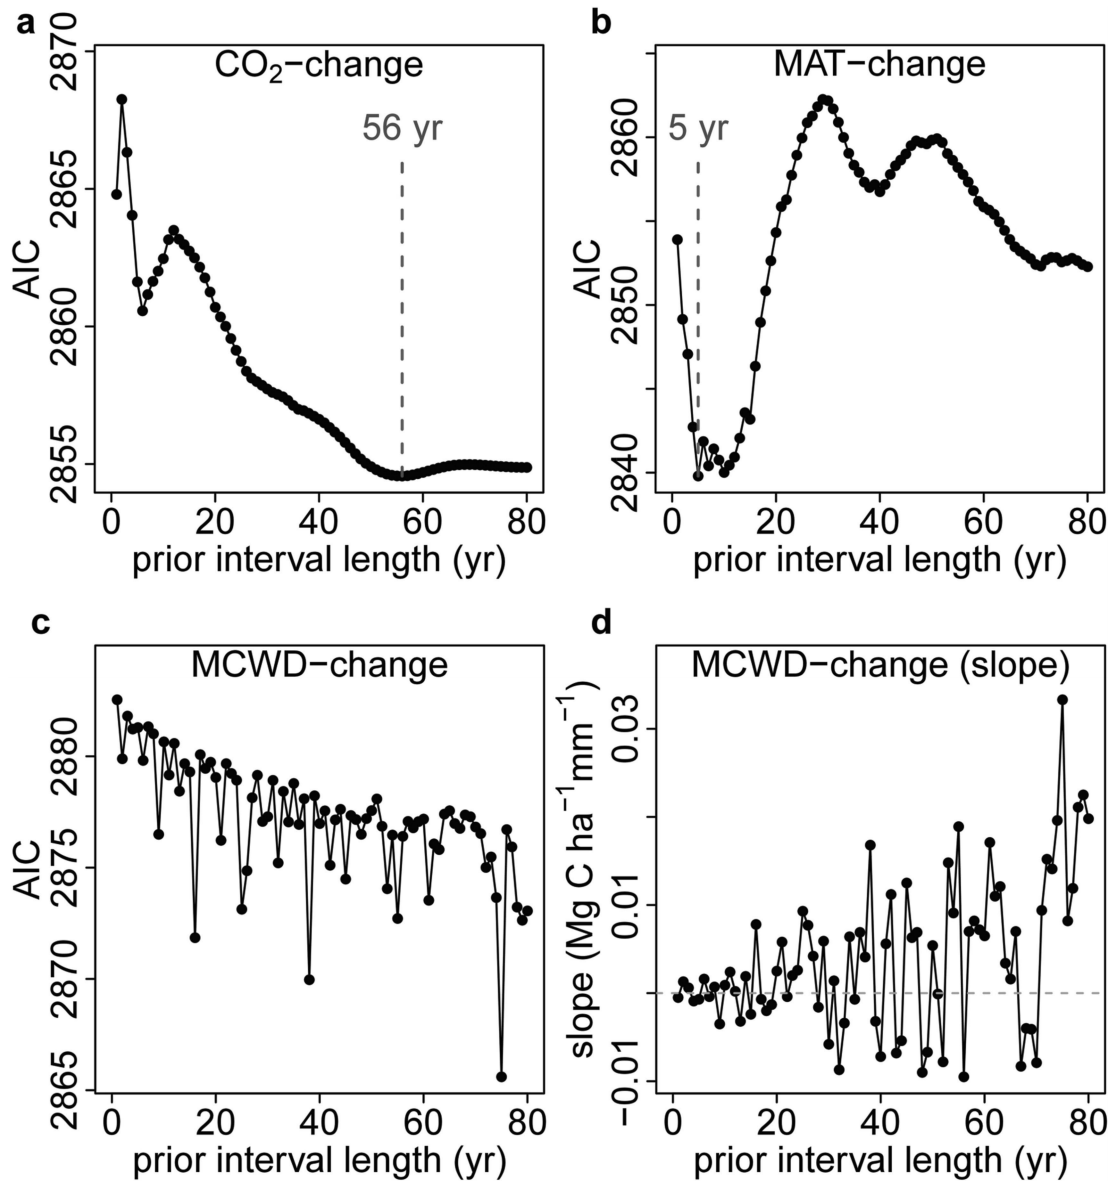 a
CO₂−change
56 yr
AIC
2870
2865
2860
2855
0 20 40 60 80
prior interval length (yr)
b
MAT−change
5 yr
AIC
2860
2850
2840
0 20 40 60 80
prior interval length (yr)
c
MCWD−change
AIC
2880
2875
2870
2865
0 20 40 60 80
prior interval length (yr)
d
MCWD−change (slope)
slope (Mg C ha⁻¹mm⁻¹)
0.03
0.01
−0.01
0 20 40 60 80
prior interval length (yr)